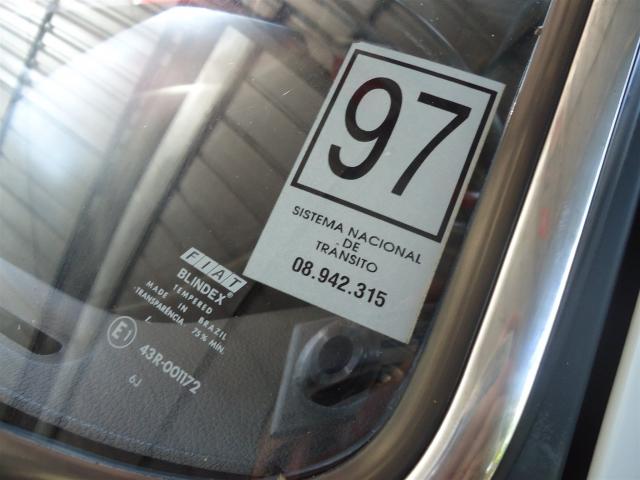 97
SISTEMA NACIONAL
DE
TRÂNSITO
08.942.315
FIAT
BLINDEX
TEMPERED
MADE IN BRAZIL
TRANSPARÊNCIA 75% MIN.
E1
43R-001172
6J